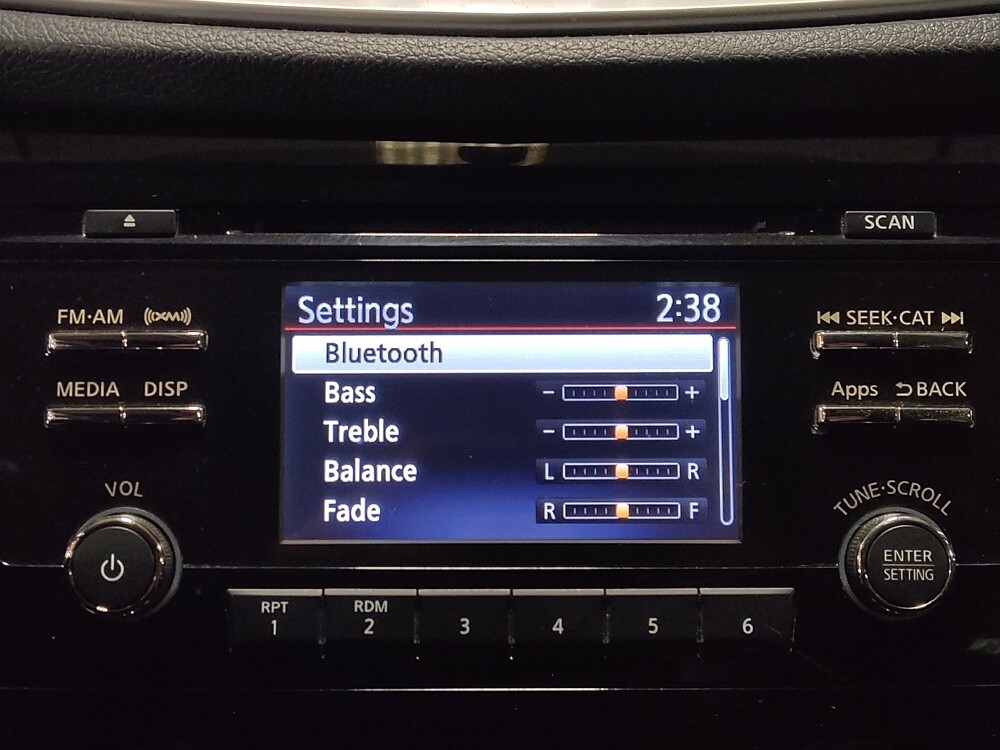 SCAN
FM·AM ((XM))
SEEK·CAT
MEDIA DISP
Apps BACK
VOL
TUNE·SCROLL
Settings 2:38
Bluetooth
Bass - +
Treble - +
Balance L R
Fade R F
ENTER
SETTING
RPT RDM
1 2 3 4 5 6